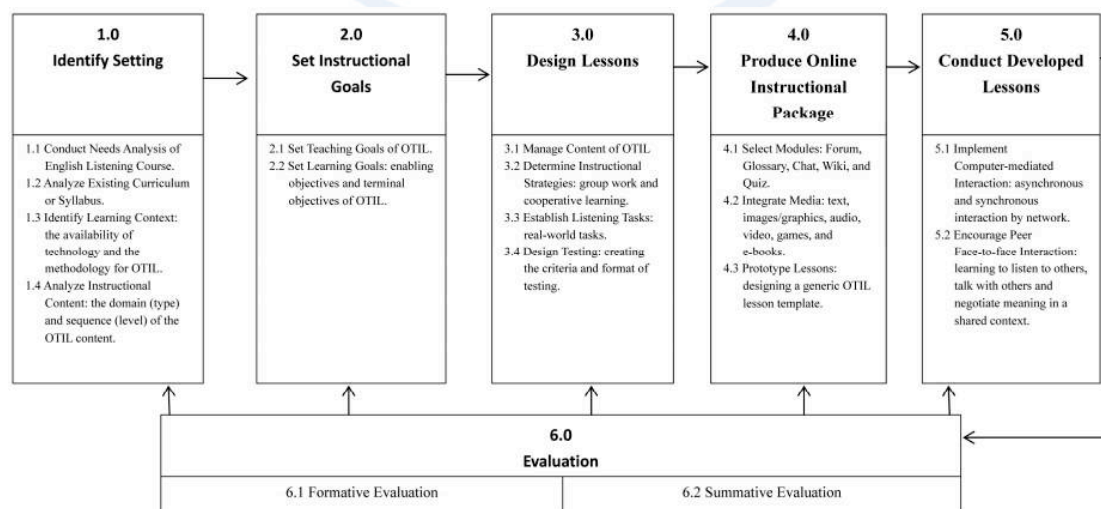 1.0
Identify Setting
1.1 Conduct Needs Analysis of
English Listening Course.
1.2 Analyze Existing Curriculum
or Syllabus.
1.3 Identify Learning Context:
the availability of
technology and the
methodology for OTIL.
1.4 Analyze Instructional
Content: the domain (type)
and sequence (level) of the
OTIL content.
2.0
Set Instructional
Goals
2.1 Set Teaching Goals of OTIL.
2.2 Set Learning Goals: enabling
objectives and terminal
objectives of OTIL.
3.0
Design Lessons
3.1 Manage Content of OTIL
3.2 Determine Instructional
Strategies: group work and
cooperative learning.
3.3 Establish Listening Tasks:
real-world tasks.
3.4 Design Testing: creating
the criteria and format of
testing.
4.0
Produce Online
Instructional
Package
4.1 Select Modules: Forum,
Glossary, Chat, Wiki, and
Quiz.
4.2 Integrate Media: text,
images/graphics, audio,
video, games, and
e-books.
4.3 Prototype Lessons:
designing a generic OTIL
lesson template.
5.0
Conduct Developed
Lessons
5.1 Implement
Computer-mediated
Interaction: asynchronous
and synchronous
interaction by network.
5.2 Encourage Peer
Face-to-face Interaction:
learning to listen to others,
talk with others and
negotiate meaning in a
shared context.
6.0
Evaluation
6.1 Formative Evaluation
6.2 Summative Evaluation